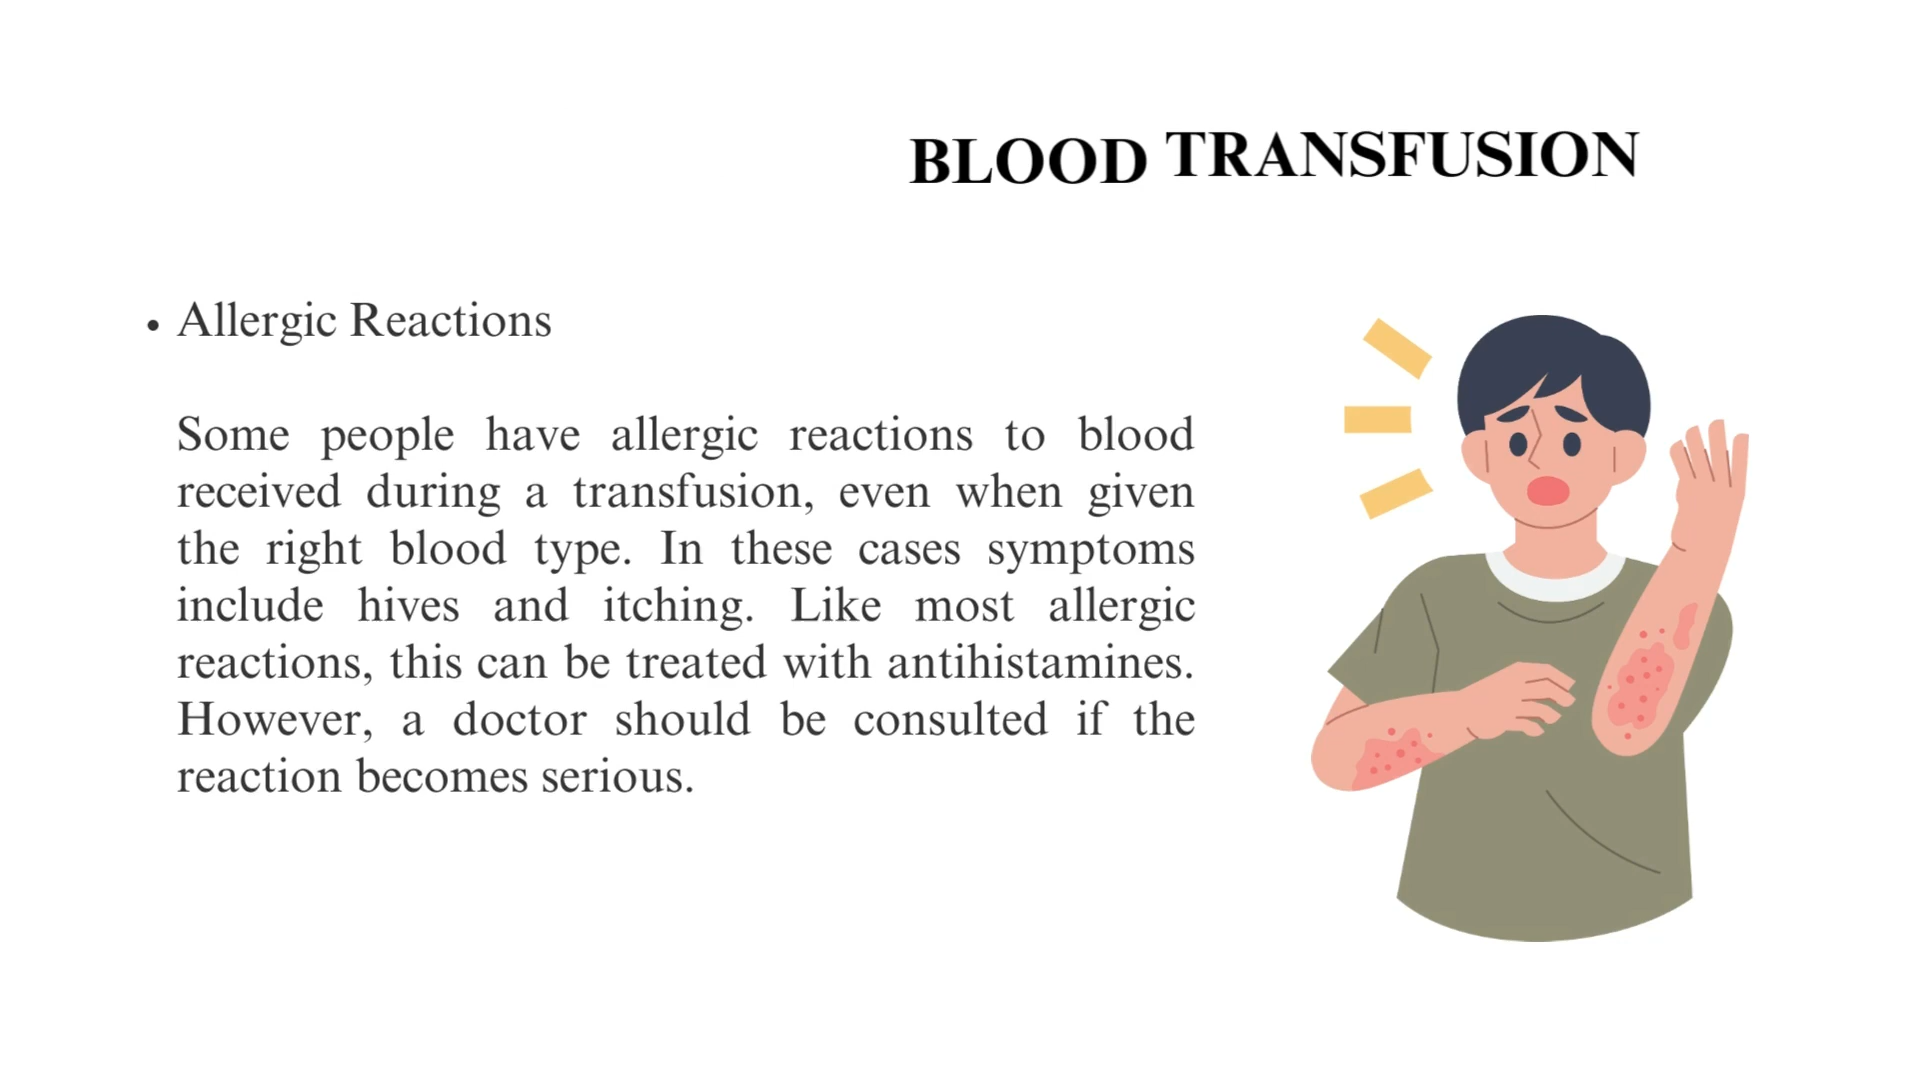 BLOOD TRANSFUSION
• Allergic Reactions
Some people have allergic reactions to blood
received during a transfusion, even when given
the right blood type. In these cases symptoms
include hives and itching. Like most allergic
reactions, this can be treated with antihistamines.
However, a doctor should be consulted if the
reaction becomes serious.